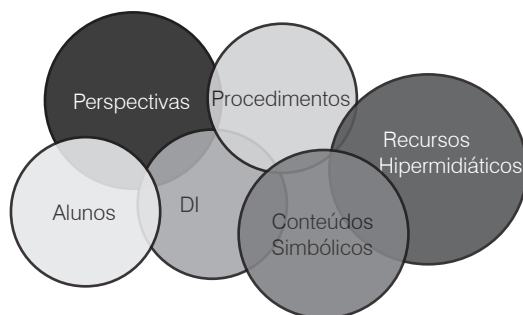 Perspectivas
Procedimentos
Recursos
Hipermidiáticos
Alunos
DI
Conteúdos
Simbólicos